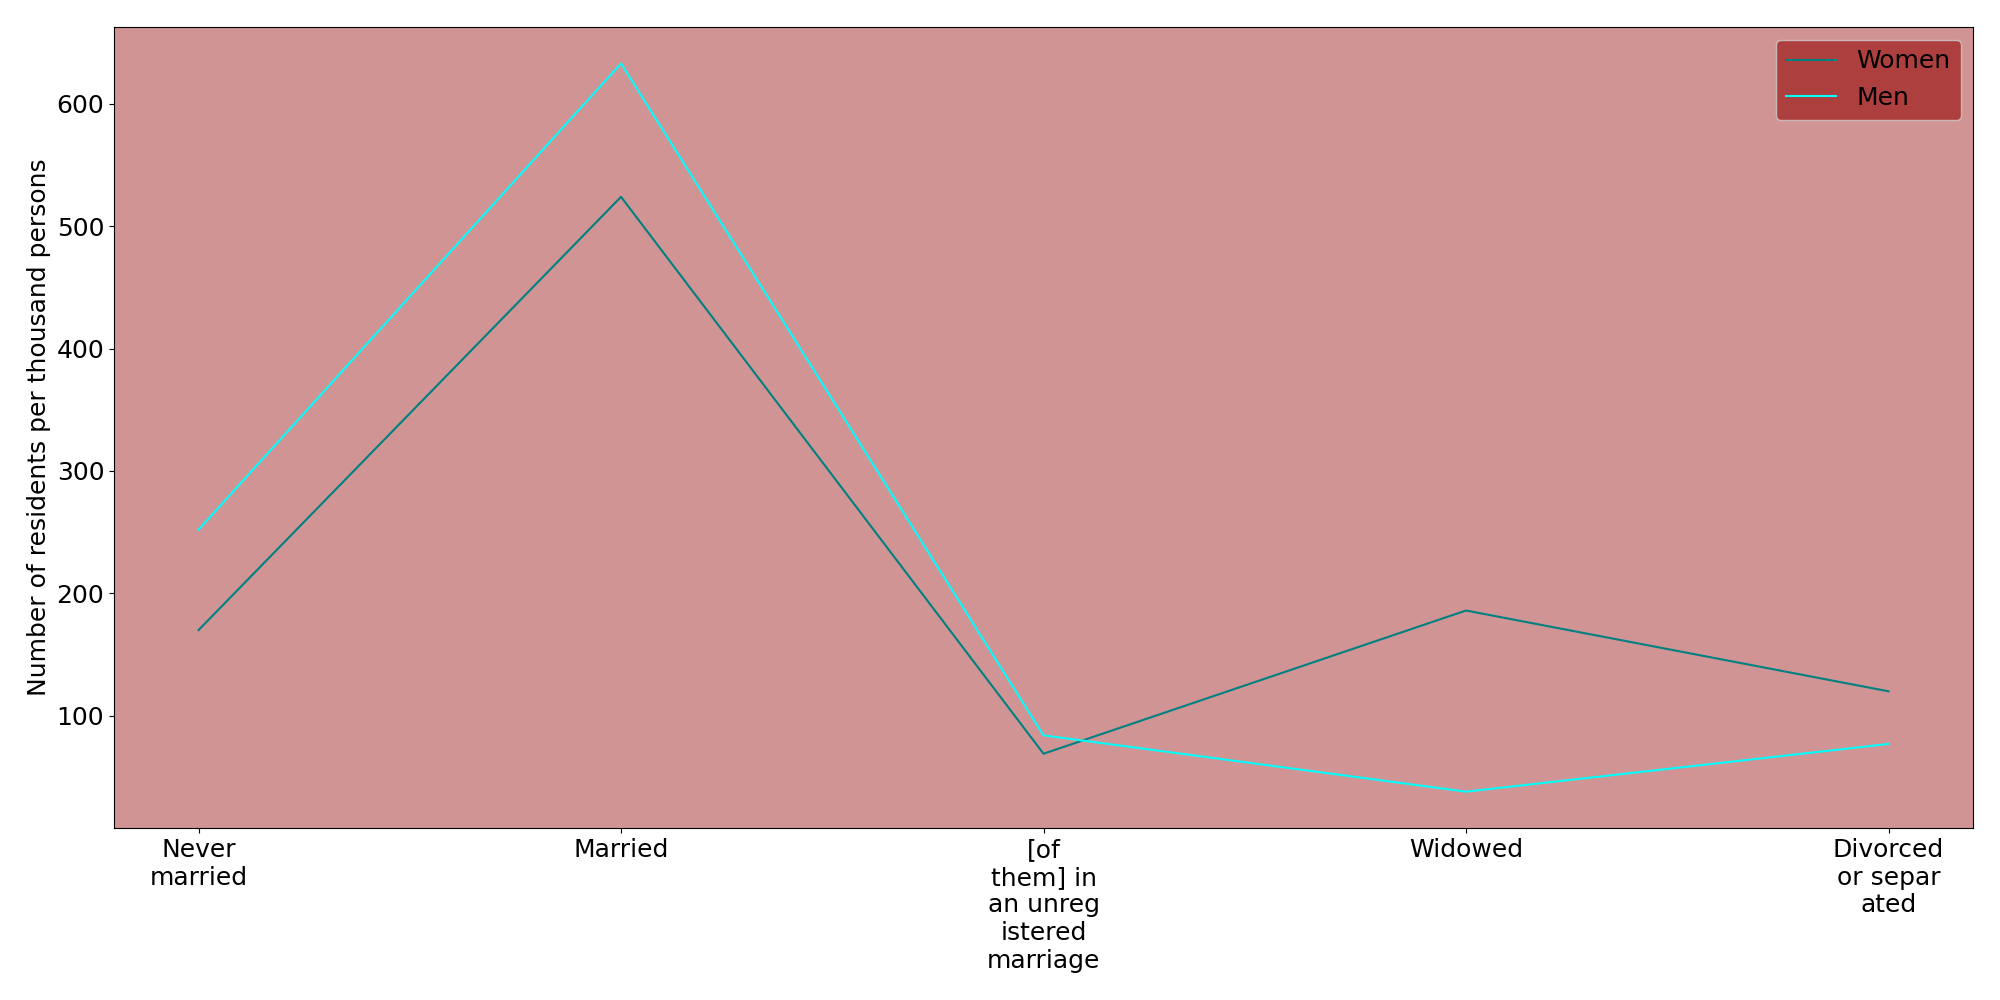 Women
Men
600
500
400
300
200
100
Number of residents per thousand persons
Never
married
Married
[of
them] in
an unreg
istered
marriage
Widowed
Divorced
or separ
ated